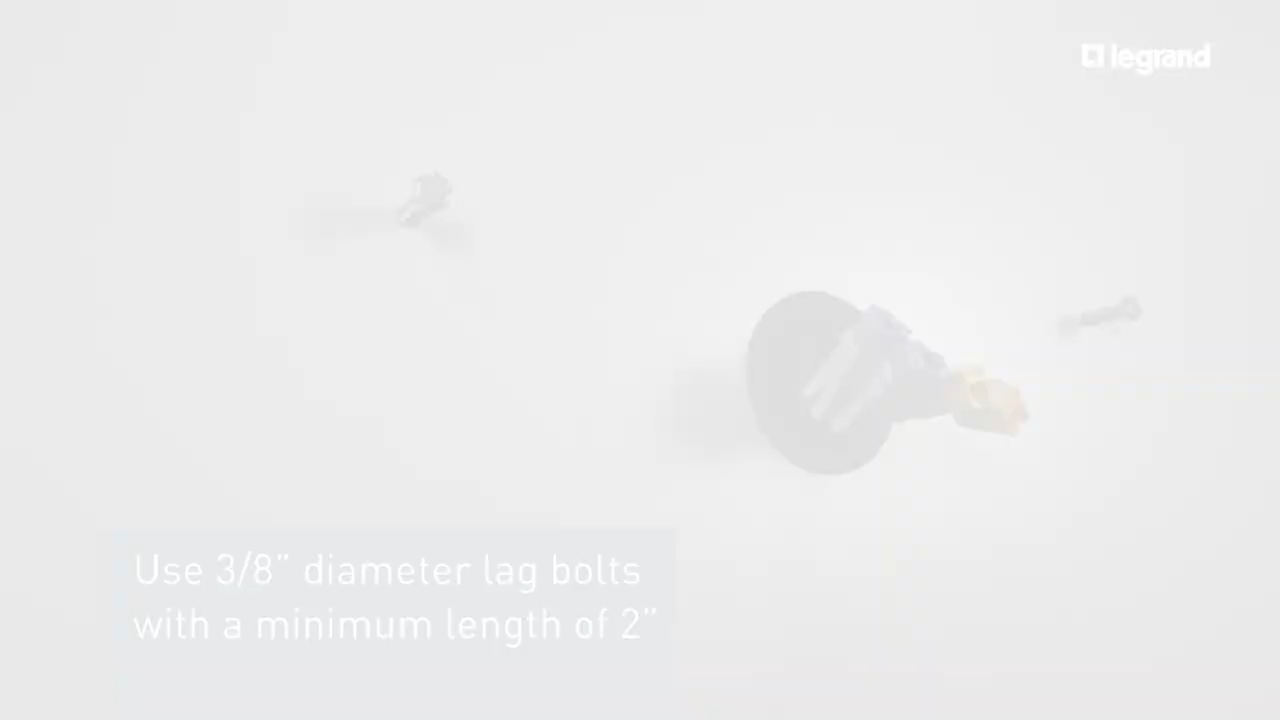 legrand
Use 3/8” diameter lag bolts
with a minimum length of 2”